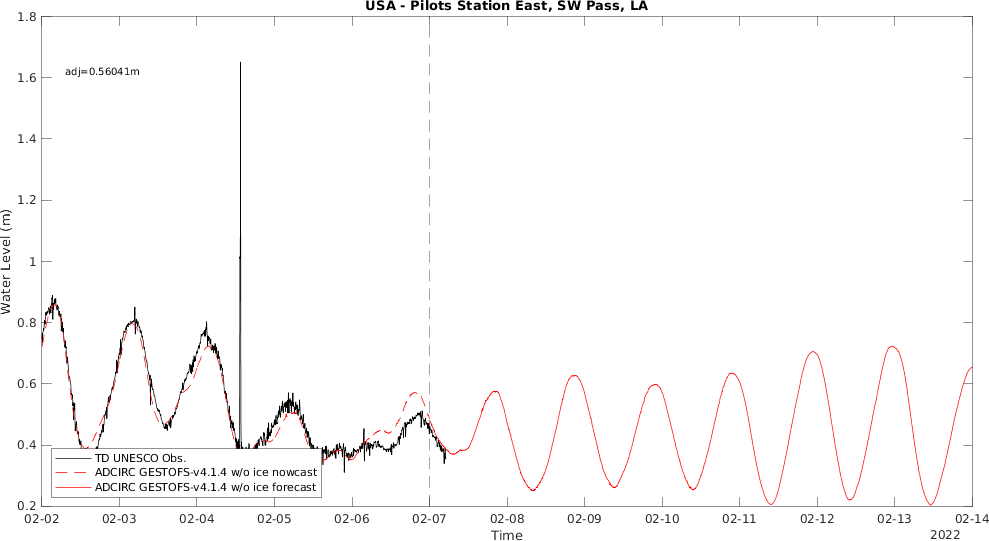 USA - Pilots Station East, SW Pass, LA
1.8
adj=0.56041m
1.6
1.4
1.2
1
0.8
0.6
0.4
0.2
Water Level (m)
TD UNESCO Obs.
ADCIRC GESTOFS-v4.1.4 w/o ice nowcast
ADCIRC GESTOFS-v4.1.4 w/o ice forecast
02-02 02-03 02-04 02-05 02-06 02-07 02-08 02-09 02-10 02-11 02-12 02-13 02-14
Time
2022